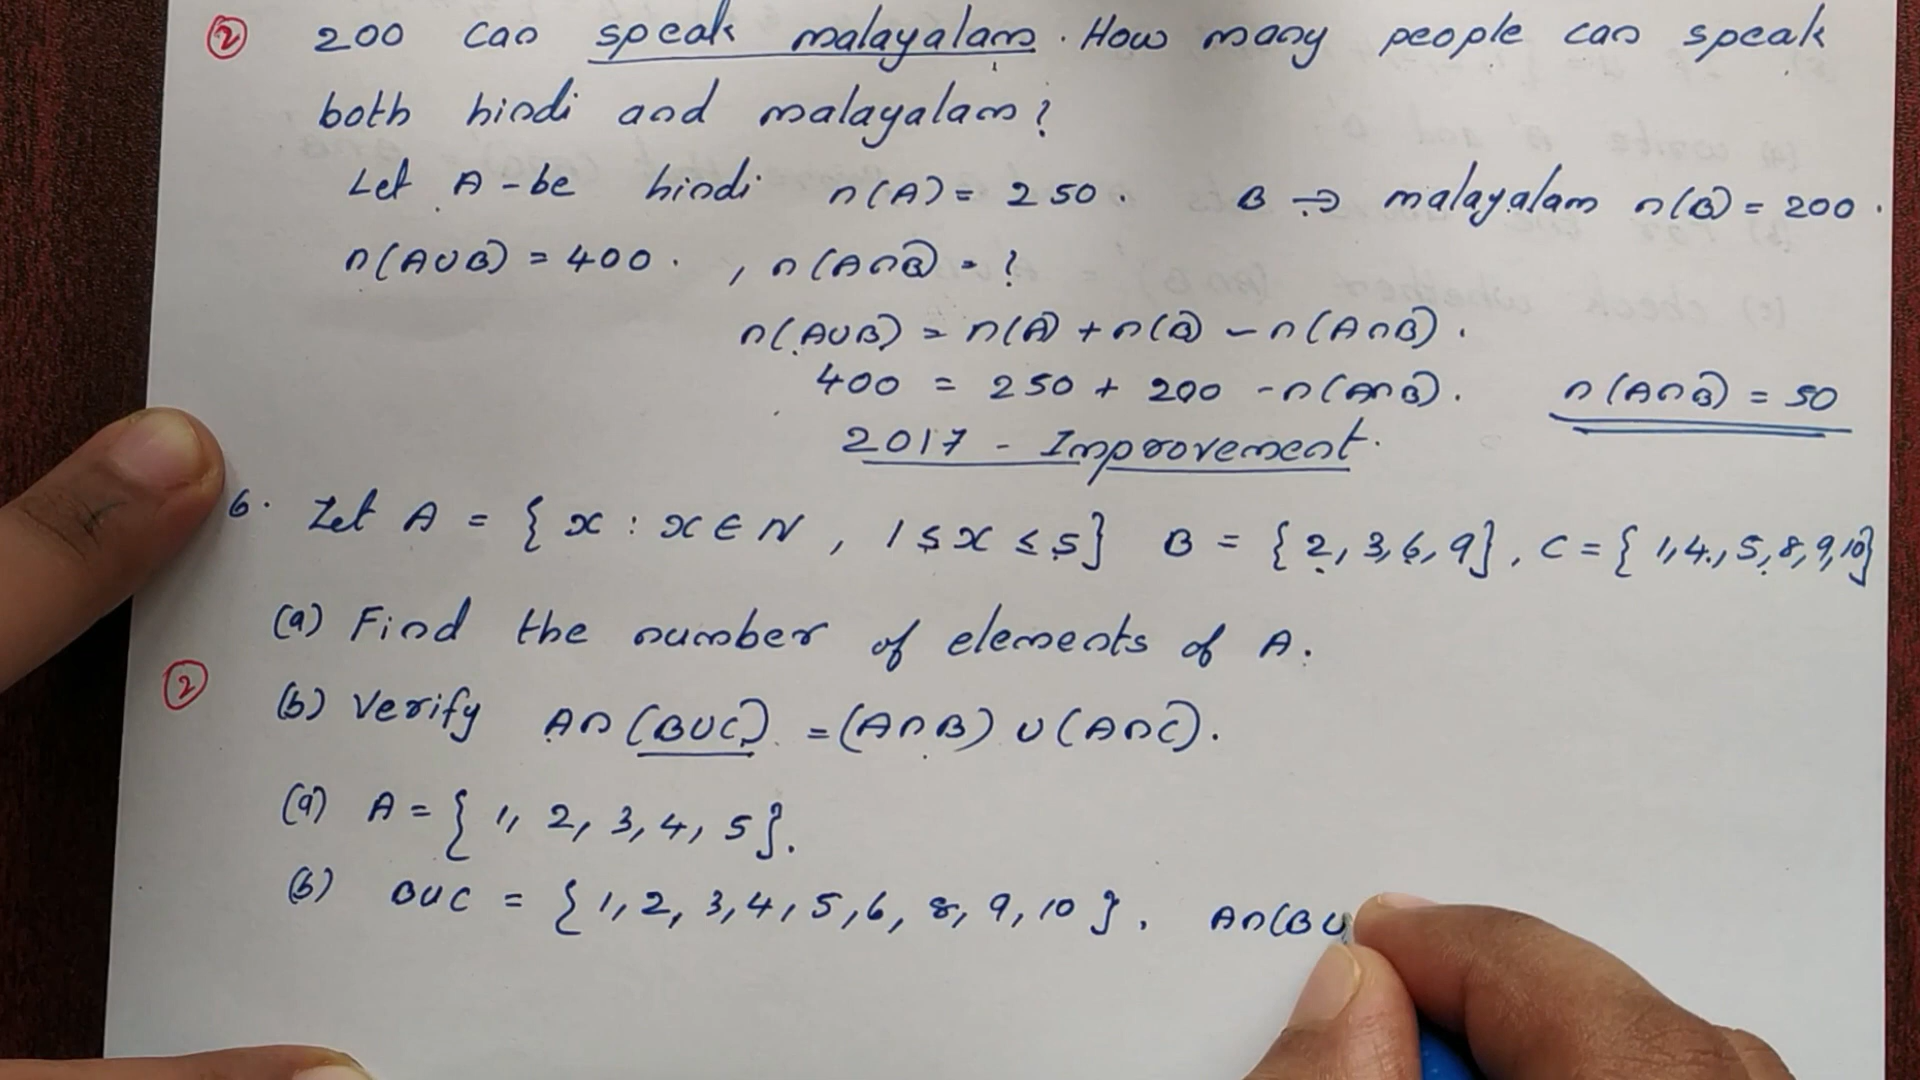 ② 200 can speak malayalam. How many people can speak
both hindi and malayalam?
Let A-be hindi n(A) = 250. B → malayalam n(B) = 200.
n(A∪B) = 400. , n(A∩B) = ?
n(A∪B) = n(A) + n(B) - n(A∩B).
400 = 250 + 200 - n(A∩B). n(A∩B) = 50
2017 - Improvement.
6. Let A = { x : x ∈ N , 1 ≤ x ≤ 5} B = {2, 3, 6, 9}, C = { 1, 4, 5, 8, 9, 10}
(a) Find the number of elements of A.
② (b) Verify A∩(B∪C) = (A∩B) ∪ (A∩C).
(a) A = { 1, 2, 3, 4, 5}.
(b) B∪C = { 1, 2, 3, 4, 5, 6, 8, 9, 10 }. A∩(B∪